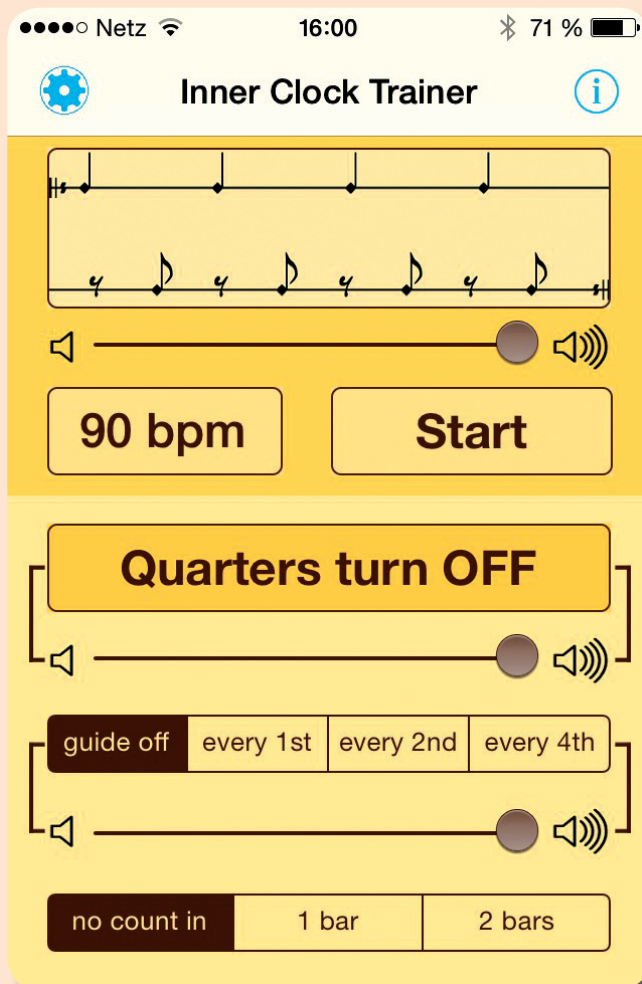 Netz 16:00 71 %
Inner Clock Trainer i
90 bpm Start
Quarters turn OFF
guide off every 1st every 2nd every 4th
no count in 1 bar 2 bars